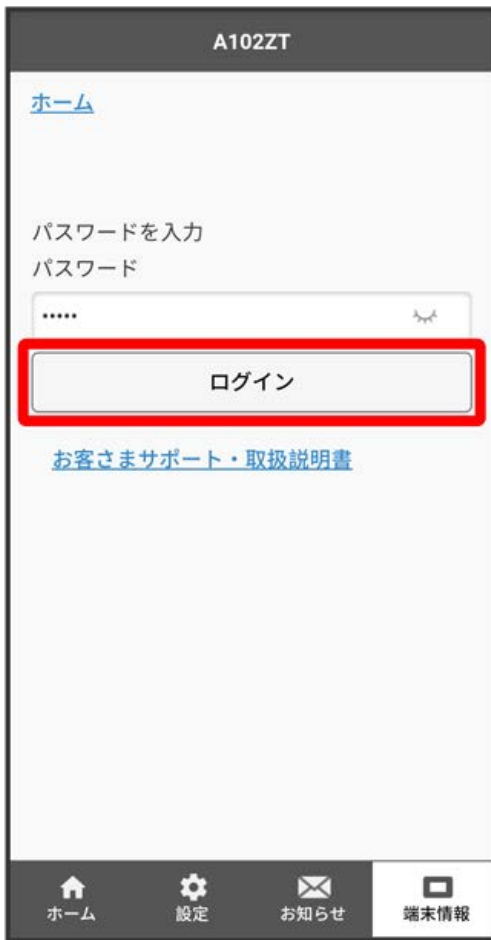 A102ZT
ホーム
パスワードを入力
パスワード
•••••
ログイン
お客さまサポート・取扱説明書
ホーム
設定
お知らせ
端末情報